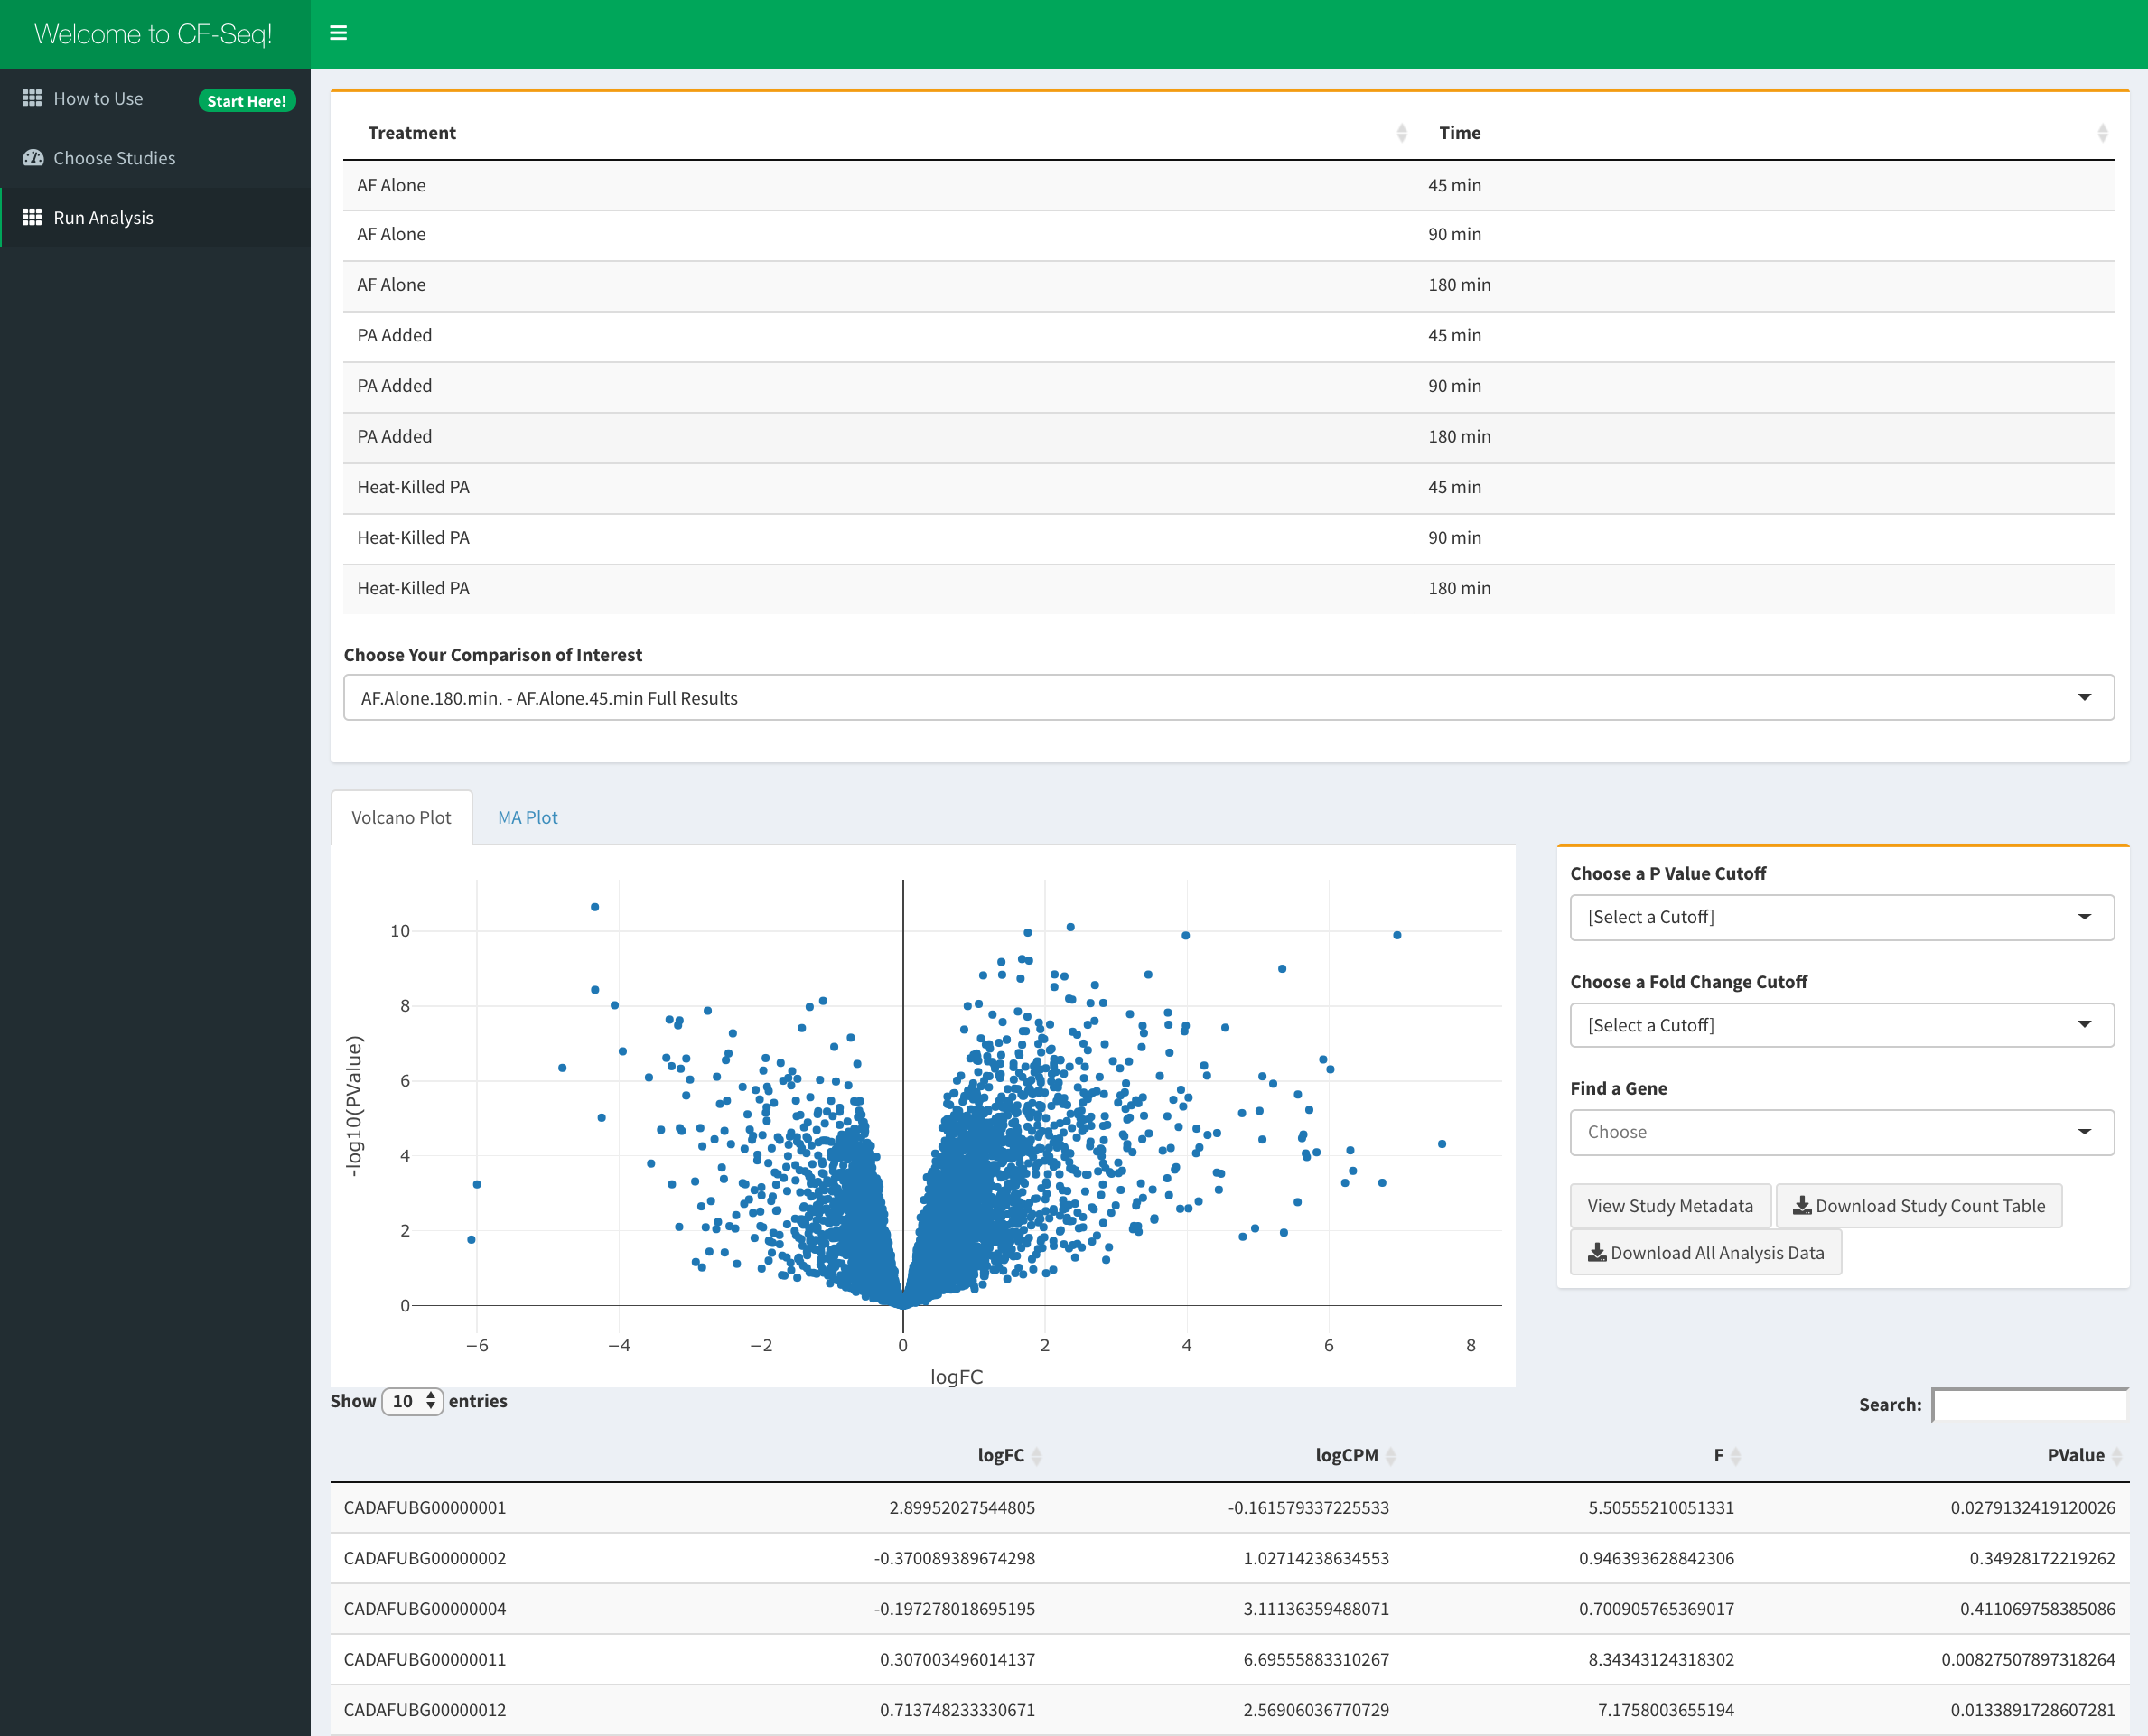 Welcome to CF-Seq!
How to Use Start Here!
Choose Studies
Run Analysis
Treatment Time
AF Alone 45 min
AF Alone 90 min
AF Alone 180 min
PA Added 45 min
PA Added 90 min
PA Added 180 min
Heat-Killed PA 45 min
Heat-Killed PA 90 min
Heat-Killed PA 180 min
Choose Your Comparison of Interest
AF.Alone.180.min. - AF.Alone.45.min Full Results
Volcano Plot MA Plot
10
8
6
4
2
0
-log10(PValue)
−6 −4 −2 0 2 4 6 8
logFC
Choose a P Value Cutoff
[Select a Cutoff]
Choose a Fold Change Cutoff
[Select a Cutoff]
Find a Gene
Choose
View Study Metadata Download Study Count Table
Download All Analysis Data
Show 10 entries Search:
logFC logCPM F PValue
CADAFUBG00000001 2.89952027544805 -0.161579337225533 5.50555210051331 0.0279132419120026
CADAFUBG00000002 -0.370089389674298 1.02714238634553 0.946393628842306 0.34928172219262
CADAFUBG00000004 -0.197278018695195 3.11136359488071 0.700905765369017 0.411069758385086
CADAFUBG00000011 0.307003496014137 6.69555883310267 8.34343124318302 0.00827507897318264
CADAFUBG00000012 0.713748233330671 2.56906036770729 7.1758003655194 0.0133891728607281